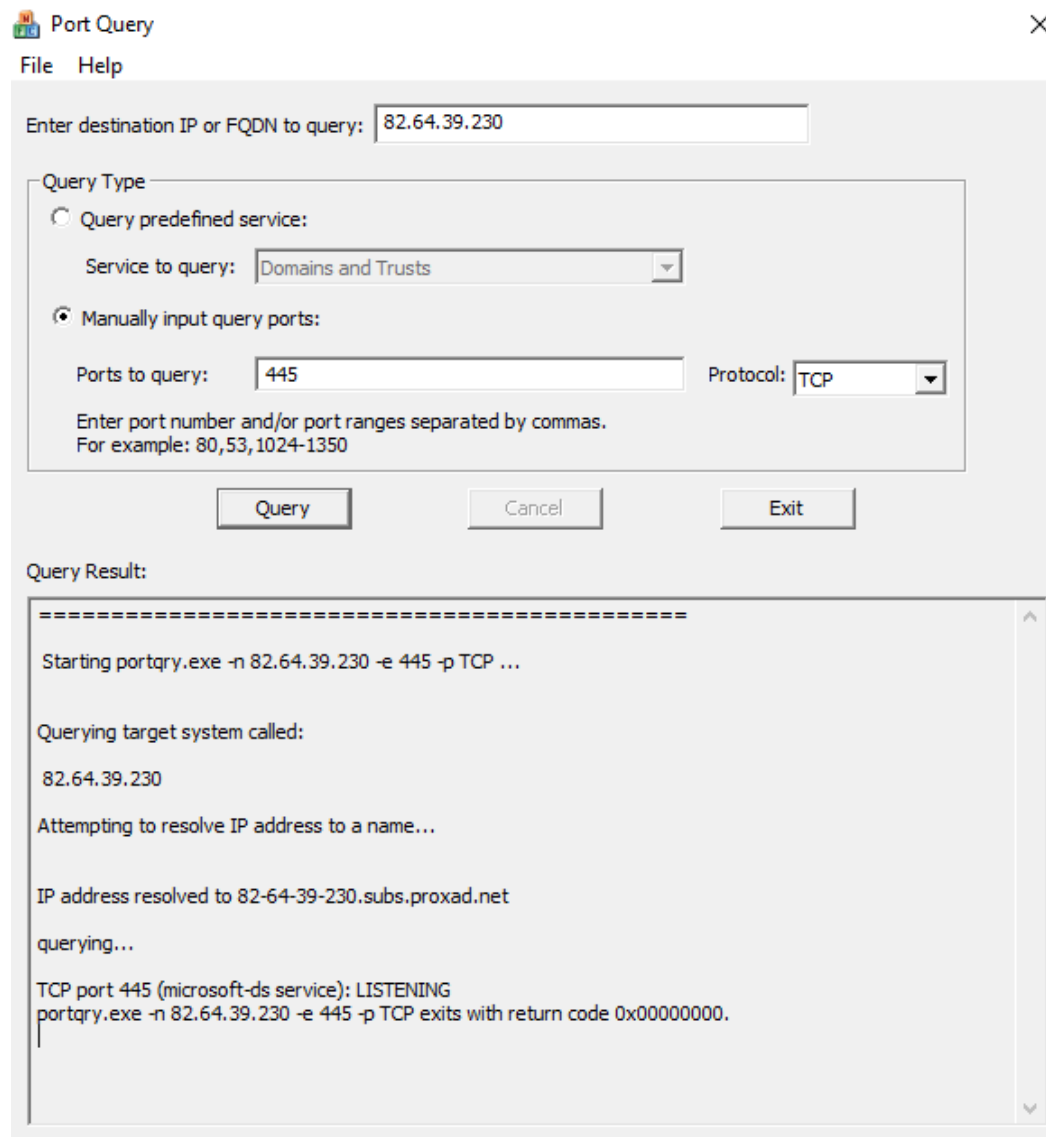 Port Query
File Help
Enter destination IP or FQDN to query: 82.64.39.230
Query Type
Query predefined service:
Service to query: Domains and Trusts
Manually input query ports:
Ports to query: 445 Protocol: TCP
Enter port number and/or port ranges separated by commas.
For example: 80,53,1024-1350
Query Cancel Exit
Query Result:
=============================================
Starting portqry.exe -n 82.64.39.230 -e 445 -p TCP ...
Querying target system called:
82.64.39.230
Attempting to resolve IP address to a name...
IP address resolved to 82-64-39-230.subs.proxad.net
querying...
TCP port 445 (microsoft-ds service): LISTENING
portqry.exe -n 82.64.39.230 -e 445 -p TCP exits with return code 0x00000000.